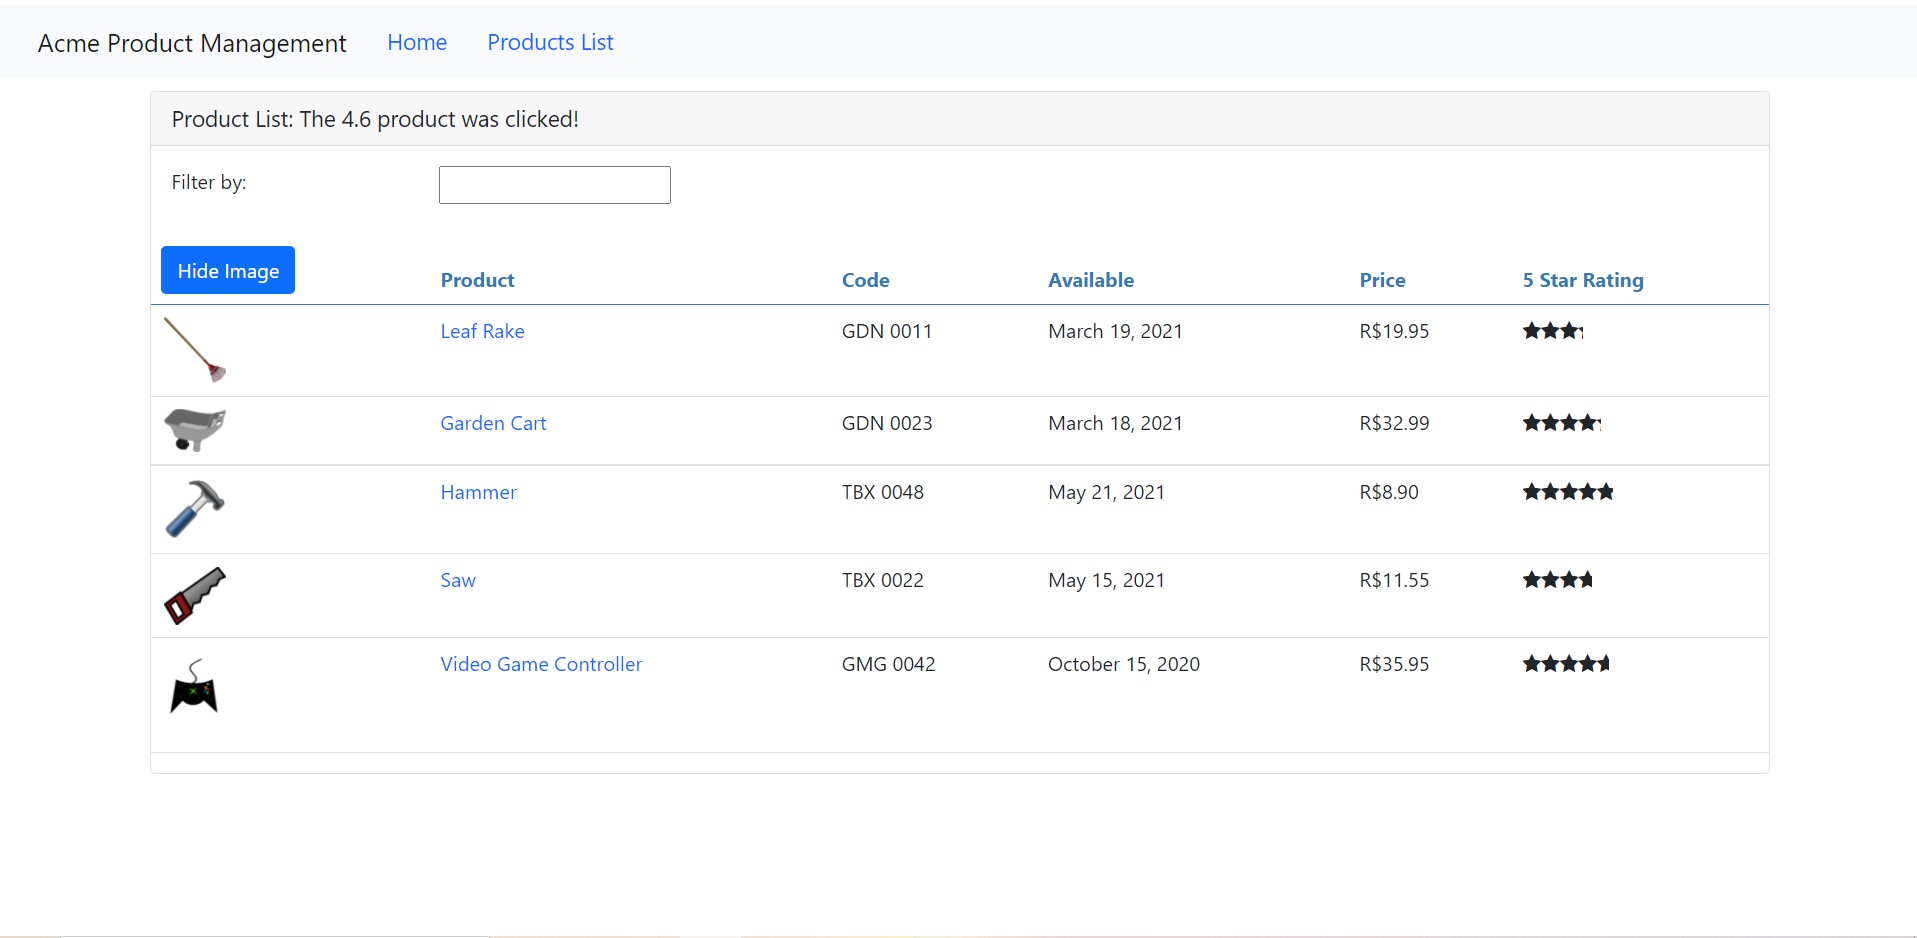 Acme Product Management Home Products List
Product List: The 4.6 product was clicked!
Filter by:
Hide Image Product Code Available Price 5 Star Rating
Leaf Rake GDN 0011 March 19, 2021 R$19.95
Garden Cart GDN 0023 March 18, 2021 R$32.99
Hammer TBX 0048 May 21, 2021 R$8.90
Saw TBX 0022 May 15, 2021 R$11.55
Video Game Controller GMG 0042 October 15, 2020 R$35.95